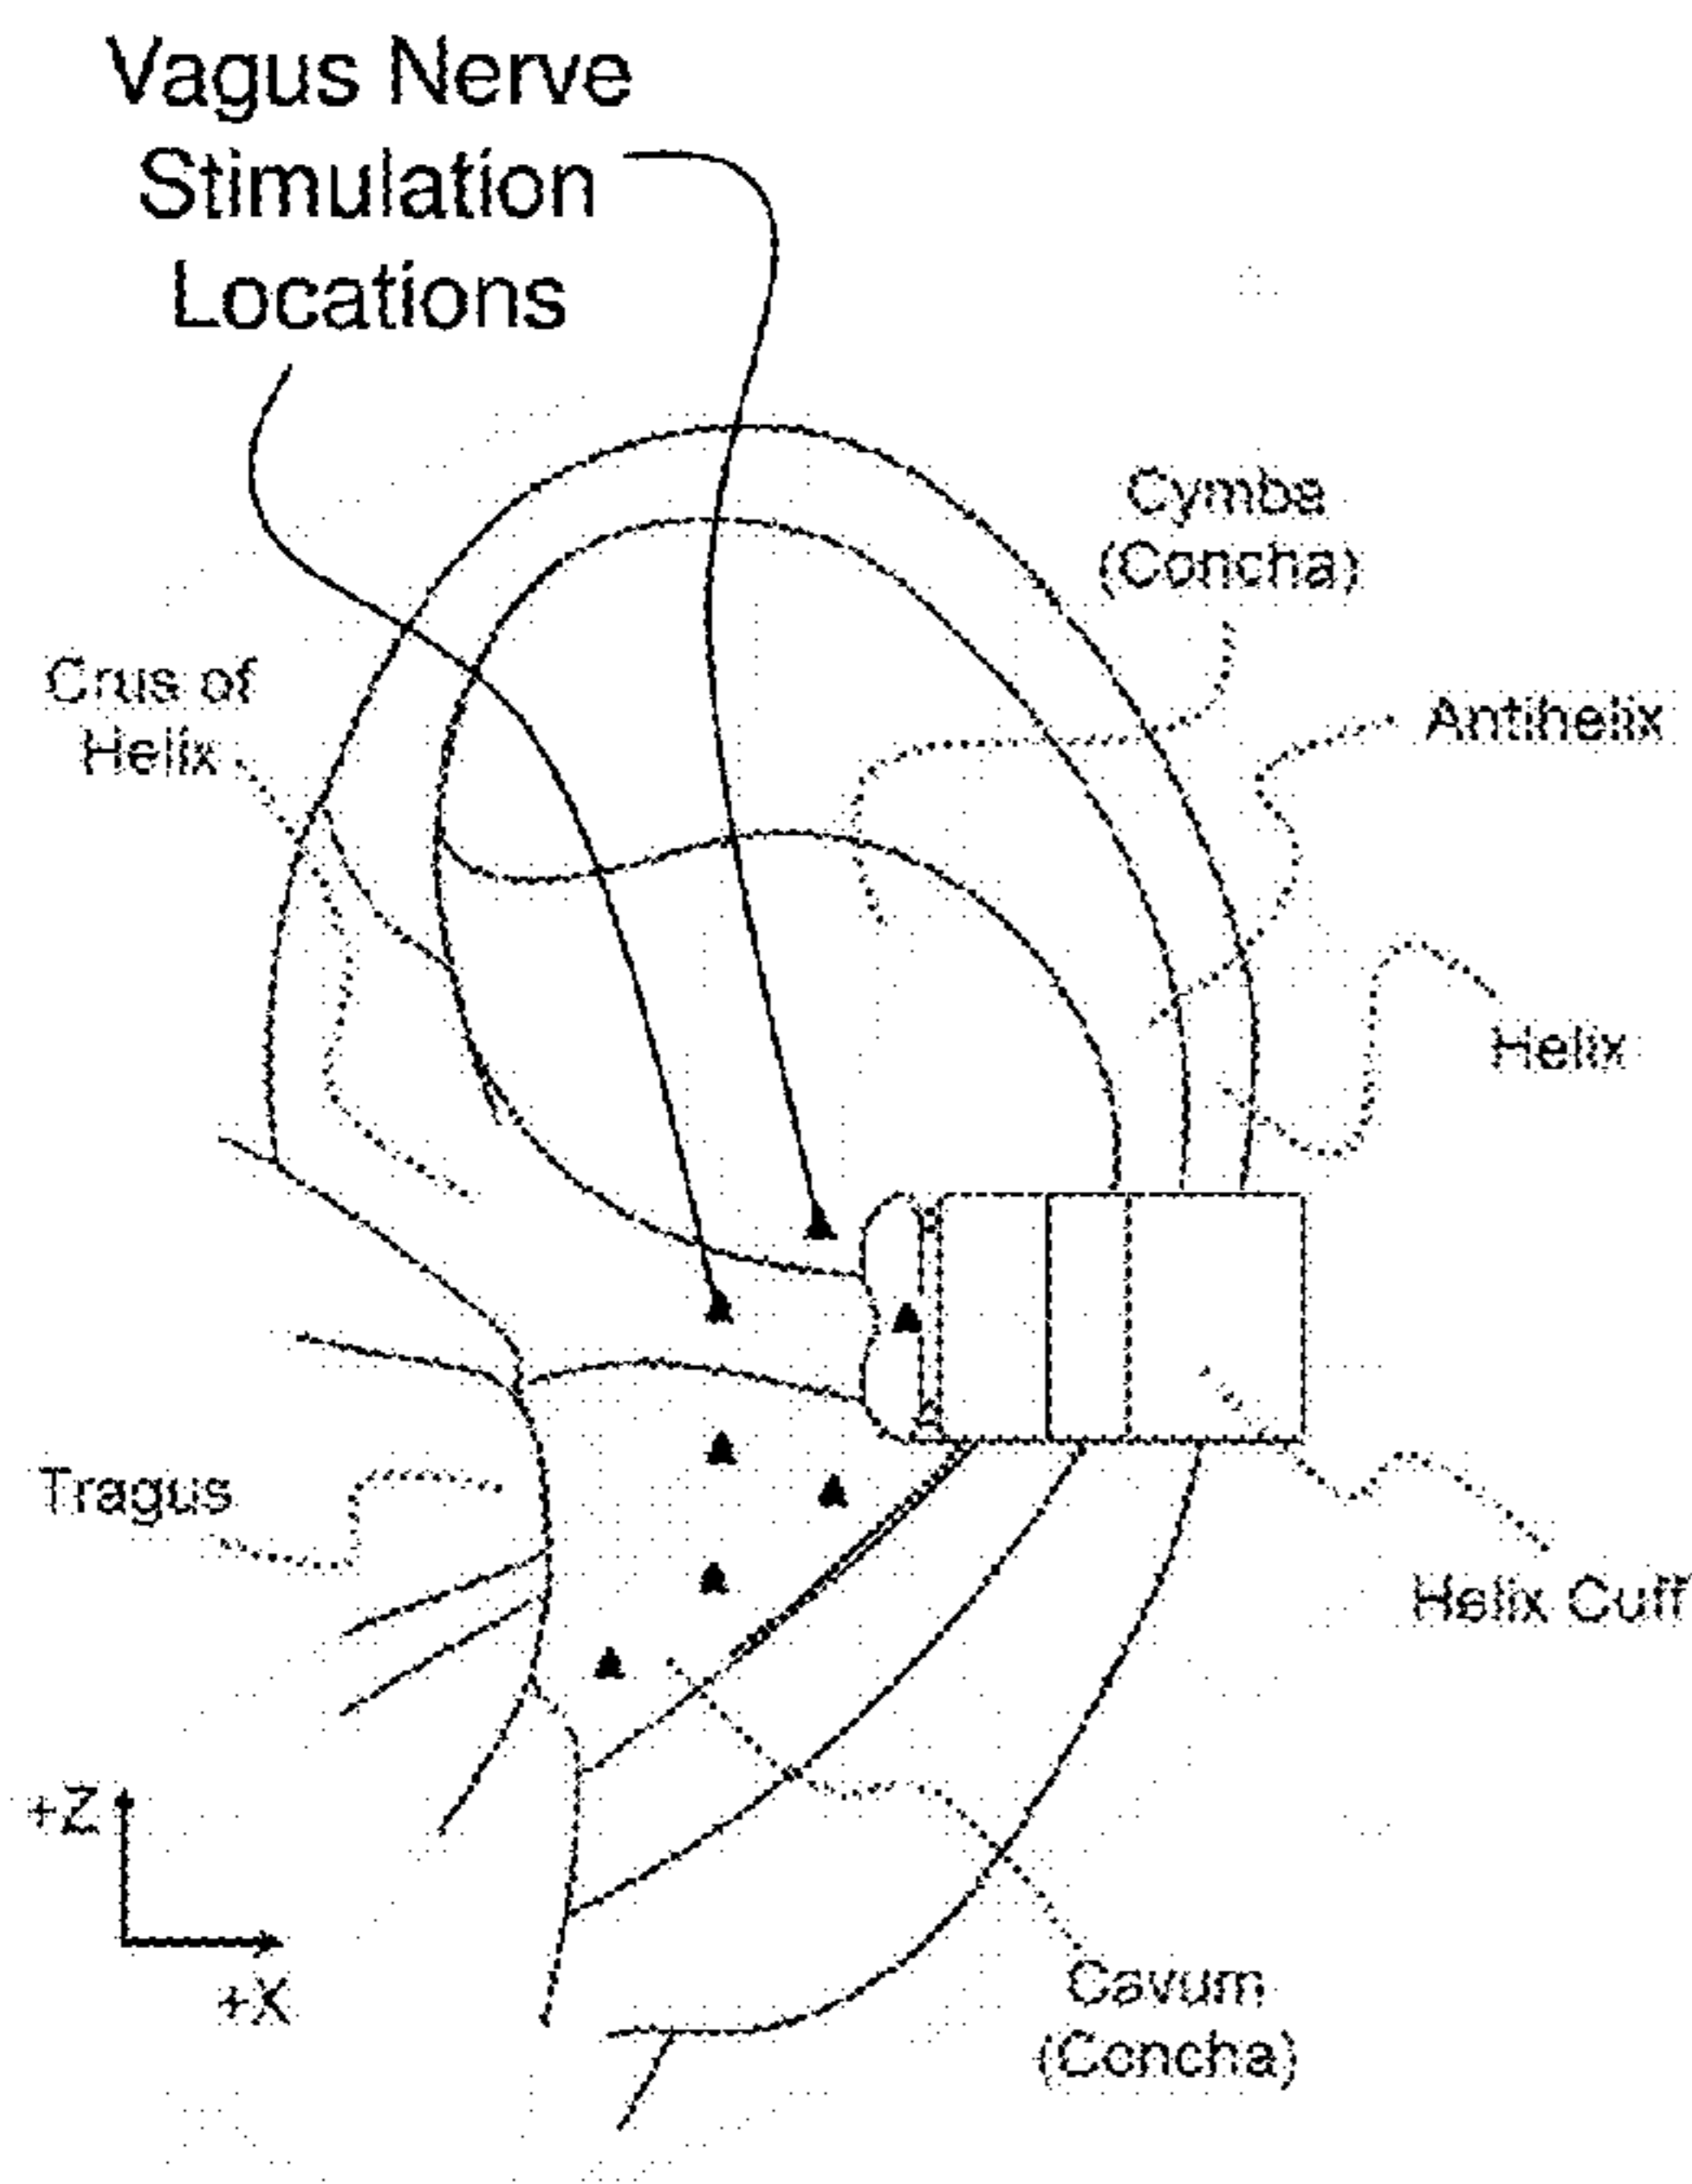 Vagus Nerve
Stimulation
Locations
Cymba
(Concha)
Crus of
Helix
Antihelix
Helix
Tragus
Helix Cuff
+Z
+X
Cavum
(Concha)